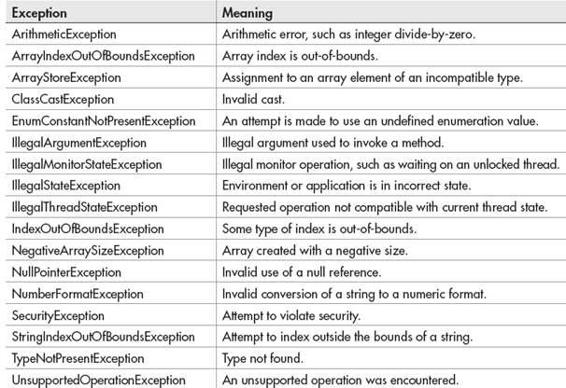 Exception Meaning
ArithmeticException Arithmetic error, such as integer divide-by-zero.
ArrayIndexOutOfBoundsException Array index is out-of-bounds.
ArrayStoreException Assignment to an array element of an incompatible type.
ClassCastException Invalid cast.
EnumConstantNotPresentException An attempt is made to use an undefined enumeration value.
IllegalArgumentException Illegal argument used to invoke a method.
IllegalMonitorStateException Illegal monitor operation, such as waiting on an unlocked thread.
IllegalStateException Environment or application is in incorrect state.
IllegalThreadStateException Requested operation not compatible with current thread state.
IndexOutOfBoundsException Some type of index is out-of-bounds.
NegativeArraySizeException Array created with a negative size.
NullPointerException Invalid use of a null reference.
NumberFormatException Invalid conversion of a string to a numeric format.
SecurityException Attempt to violate security.
StringIndexOutOfBoundsException Attempt to index outside the bounds of a string.
TypeNotPresentException Type not found.
UnsupportedOperationException An unsupported operation was encountered.